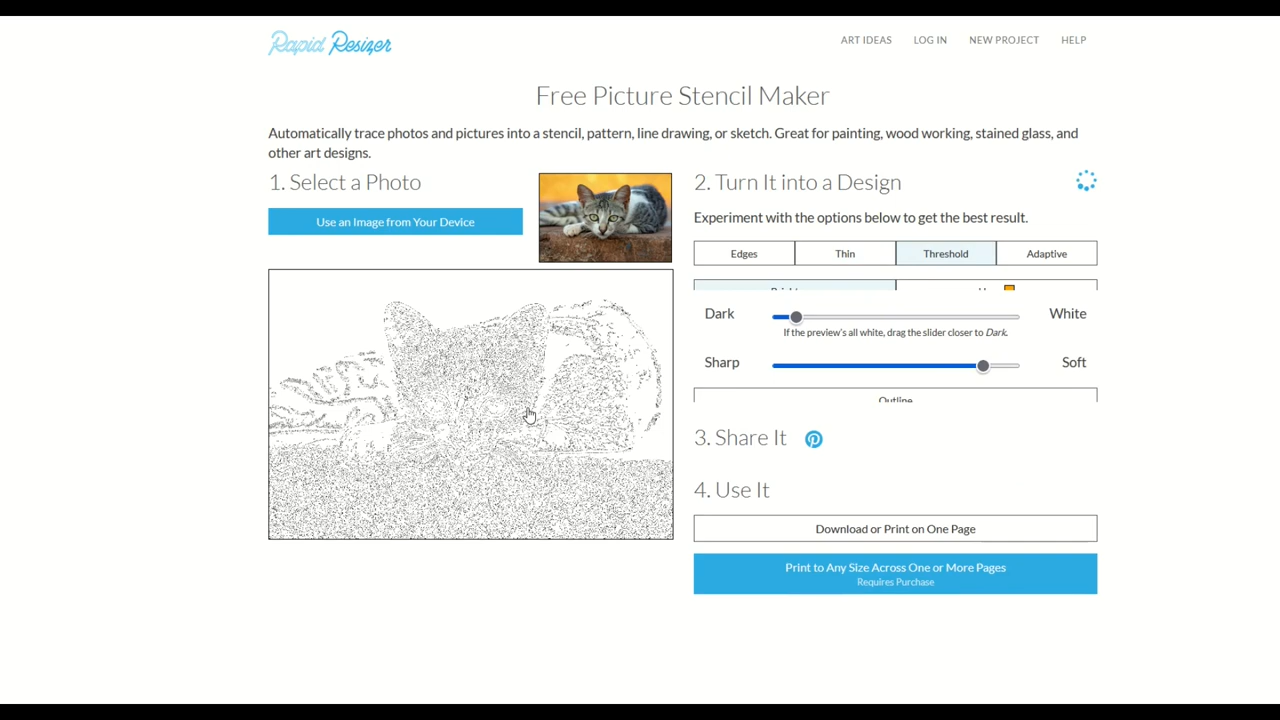 Rapid Resizer
ART IDEAS LOG IN NEW PROJECT HELP
Free Picture Stencil Maker
Automatically trace photos and pictures into a stencil, pattern, line drawing, or sketch. Great for painting, wood working, stained glass, and
other art designs.
1. Select a Photo
Use an Image from Your Device
2. Turn It into a Design
Experiment with the options below to get the best result.
Edges Thin Threshold Adaptive
Dark White
If the preview's all white, drag the slider closer to Dark.
Sharp Soft
Outline
3. Share It
4. Use It
Download or Print on One Page
Print to Any Size Across One or More Pages
Requires Purchase